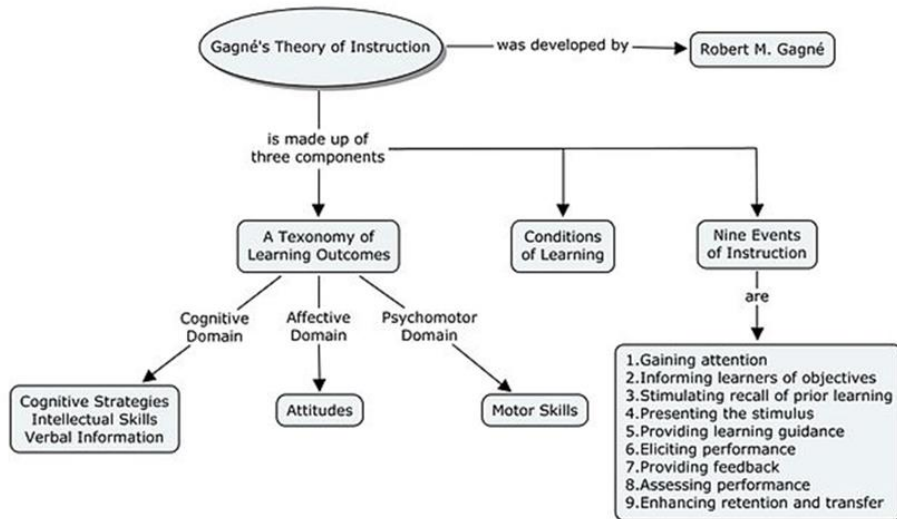 Gagné's Theory of Instruction
was developed by
Robert M. Gagné
is made up of
three components
A Texonomy of
Learning Outcomes
Conditions
of Learning
Nine Events
of Instruction
are
Cognitive
Domain
Affective
Domain
Psychomotor
Domain
Cognitive Strategies
Intellectual Skills
Verbal Information
Attitudes
Motor Skills
1.Gaining attention
2.Informing learners of objectives
3.Stimulating recall of prior learning
4.Presenting the stimulus
5.Providing learning guidance
6.Eliciting performance
7.Providing feedback
8.Assessing performance
9.Enhancing retention and transfer